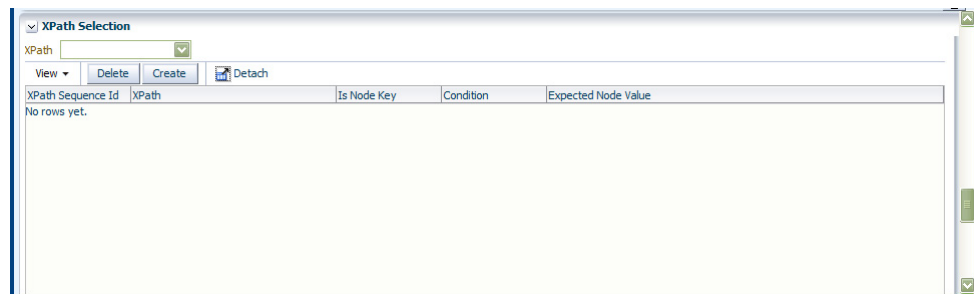 XPath Selection
XPath
View Delete Create Detach
XPath Sequence Id XPath Is Node Key Condition Expected Node Value
No rows yet.